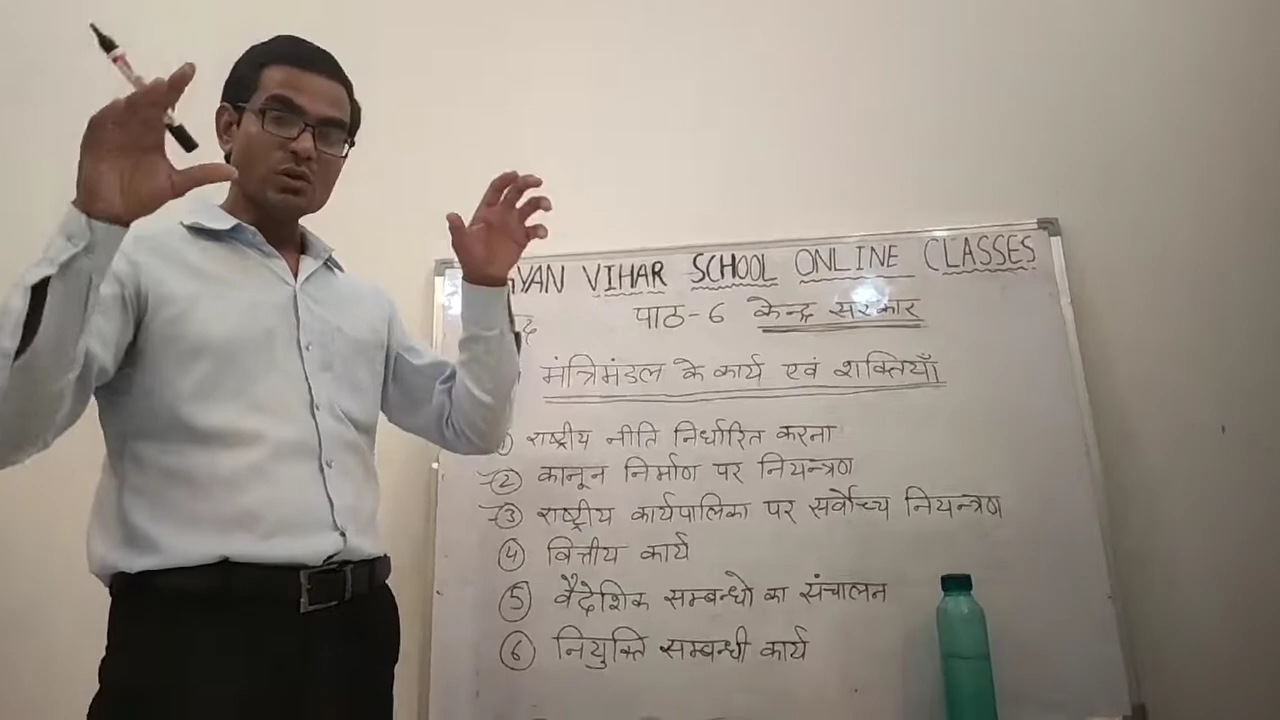 GYAN VIHAR SCHOOL ONLINE CLASSES
पाठ-6 केन्द्र सरकार
मंत्रिमंडल के कार्य एवं शक्तियाँ
1) राष्ट्रीय नीति निर्धारित करना
2) कानून निर्माण पर नियन्त्रण
3) राष्ट्रीय कार्यपालिका पर सर्वोच्च नियन्त्रण
4) वित्तीय कार्य
5) वैदेशिक सम्बन्धो का संचालन
6) नियुक्ति सम्बन्धी कार्य